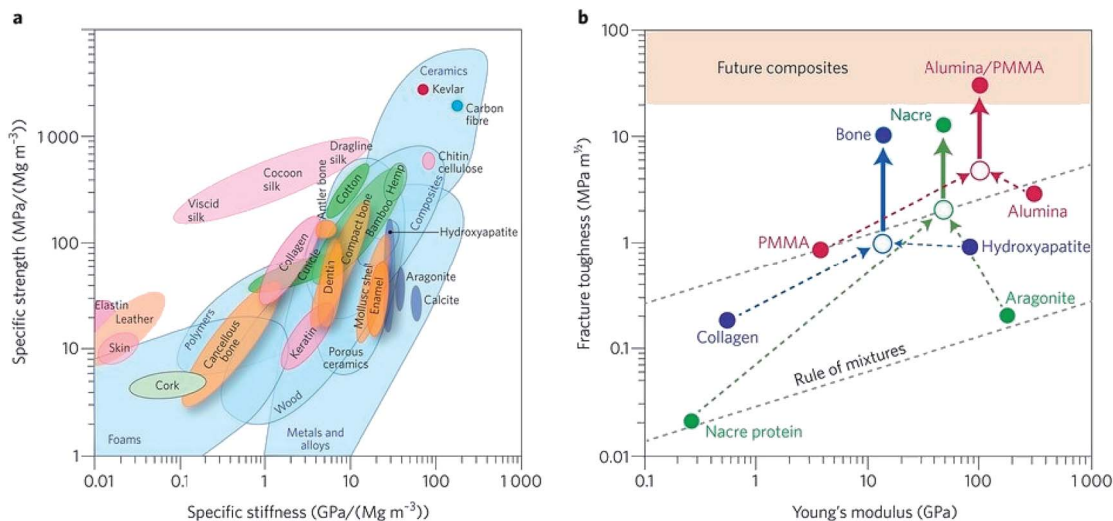 a
Specific strength (MPa/(Mg m⁻³))
1 000
100
10
1
0.01
0.1
1
10
100
1 000
Specific stiffness (GPa/(Mg m⁻³))
Ceramics
Kevlar
Carbon
fibre
Dragline
silk
Cocoon
silk
Viscid
silk
Chitin
cellulose
Antler bone
Cotton
Hemp
Bamboo
Compact bone
Composites
Hydroxyapatite
Collagen
Cuticle
Dentin
Mollusc shell
Enamel
Aragonite
Calcite
Elastin
Leather
Skin
Polymers
Cancellous
bone
Keratin
Porous
ceramics
Cork
Wood
Foams
Metals and
alloys
b
Fracture toughness (MPa m½)
100
10
1
0.1
0.01
0.1
1
10
100
1 000
Young's modulus (GPa)
Future composites
Alumina/PMMA
Nacre
Bone
Alumina
PMMA
Hydroxyapatite
Aragonite
Collagen
Rule of mixtures
Nacre protein